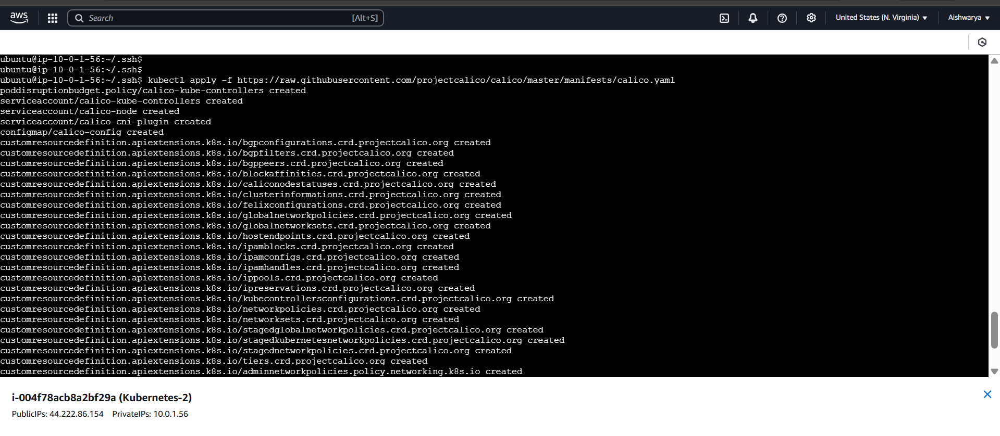 aws
Search [Alt+S]
United States (N. Virginia)
Aishwarya
ubuntu@ip-10-0-1-56:~/.ssh$
ubuntu@ip-10-0-1-56:~/.ssh$
ubuntu@ip-10-0-1-56:~/.ssh$ kubectl apply -f https://raw.githubusercontent.com/projectcalico/calico/master/manifests/calico.yaml
poddisruptionbudget.policy/calico-kube-controllers created
serviceaccount/calico-kube-controllers created
serviceaccount/calico-node created
serviceaccount/calico-cni-plugin created
configmap/calico-config created
customresourcedefinition.apiextensions.k8s.io/bgpconfigurations.crd.projectcalico.org created
customresourcedefinition.apiextensions.k8s.io/bgpfilters.crd.projectcalico.org created
customresourcedefinition.apiextensions.k8s.io/bgppeers.crd.projectcalico.org created
customresourcedefinition.apiextensions.k8s.io/blockaffinities.crd.projectcalico.org created
customresourcedefinition.apiextensions.k8s.io/caliconodestatuses.crd.projectcalico.org created
customresourcedefinition.apiextensions.k8s.io/clusterinformations.crd.projectcalico.org created
customresourcedefinition.apiextensions.k8s.io/felixconfigurations.crd.projectcalico.org created
customresourcedefinition.apiextensions.k8s.io/globalnetworkpolicies.crd.projectcalico.org created
customresourcedefinition.apiextensions.k8s.io/globalnetworksets.crd.projectcalico.org created
customresourcedefinition.apiextensions.k8s.io/hostendpoints.crd.projectcalico.org created
customresourcedefinition.apiextensions.k8s.io/ipamblocks.crd.projectcalico.org created
customresourcedefinition.apiextensions.k8s.io/ipamconfigs.crd.projectcalico.org created
customresourcedefinition.apiextensions.k8s.io/ipamhandles.crd.projectcalico.org created
customresourcedefinition.apiextensions.k8s.io/ippools.crd.projectcalico.org created
customresourcedefinition.apiextensions.k8s.io/ipreservations.crd.projectcalico.org created
customresourcedefinition.apiextensions.k8s.io/kubecontrollersconfigurations.crd.projectcalico.org created
customresourcedefinition.apiextensions.k8s.io/networkpolicies.crd.projectcalico.org created
customresourcedefinition.apiextensions.k8s.io/networksets.crd.projectcalico.org created
customresourcedefinition.apiextensions.k8s.io/stagedglobalnetworkpolicies.crd.projectcalico.org created
customresourcedefinition.apiextensions.k8s.io/stagedkubernetesnetworkpolicies.crd.projectcalico.org created
customresourcedefinition.apiextensions.k8s.io/stagednetworkpolicies.crd.projectcalico.org created
customresourcedefinition.apiextensions.k8s.io/tiers.crd.projectcalico.org created
customresourcedefinition.apiextensions.k8s.io/adminnetworkpolicies.policy.networking.k8s.io created
i-004f78acb8a2bf29a (Kubernetes-2)
PublicIPs: 44.222.86.154 PrivateIPs: 10.0.1.56